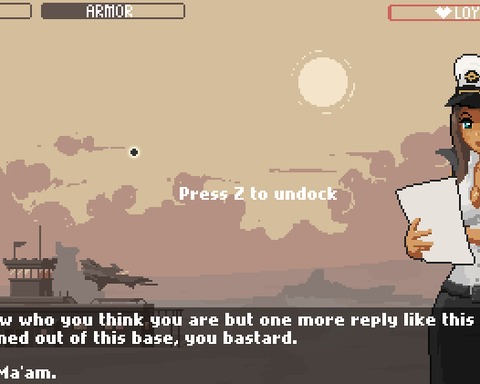 ARMOR
LOY
Press Z to undock
w who you think you are but one more reply like this
ned out of this base, you bastard.
Ma'am.